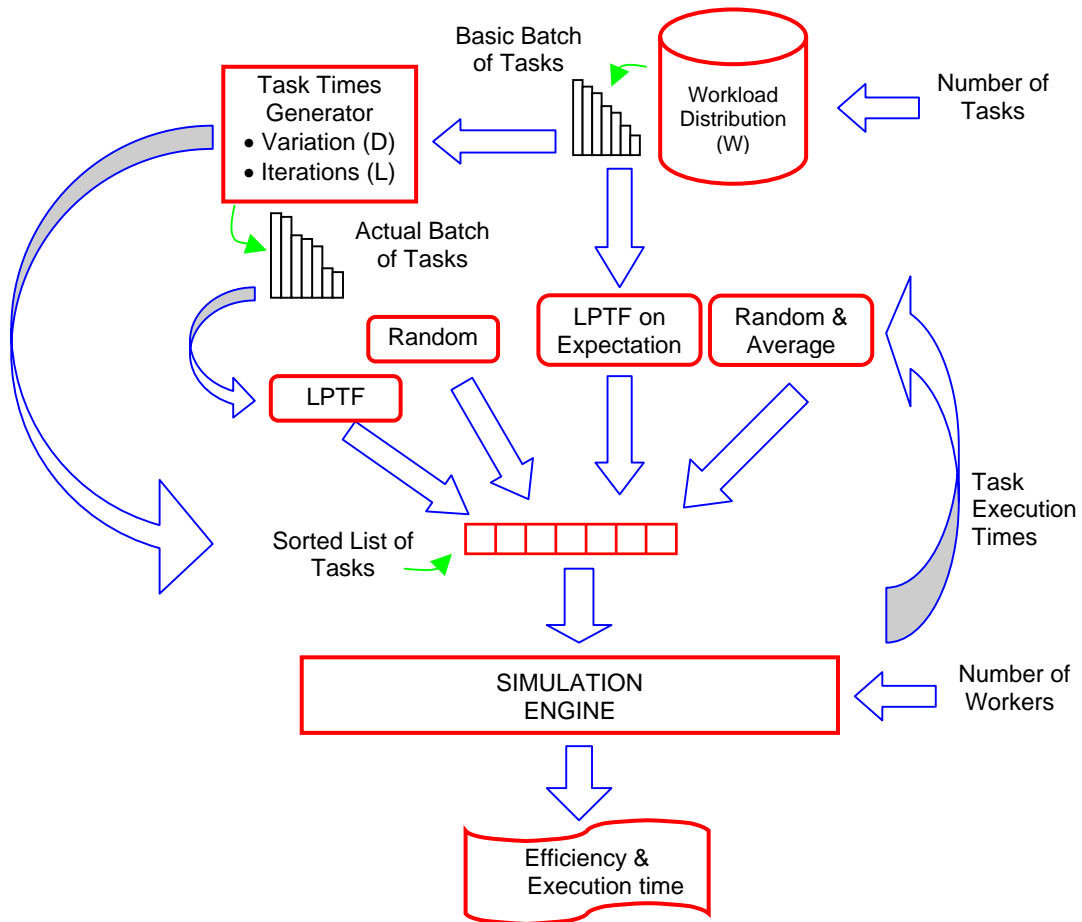 Basic Batch
of Tasks
Task Times
Generator
• Variation (D)
• Iterations (L)
Workload
Distribution
(W)
Number of
Tasks
Actual Batch
of Tasks
Random
LPTF on
Expectation
Random &
Average
LPTF
Task
Execution
Times
Sorted List of
Tasks
SIMULATION
ENGINE
Number of
Workers
Efficiency &
Execution time